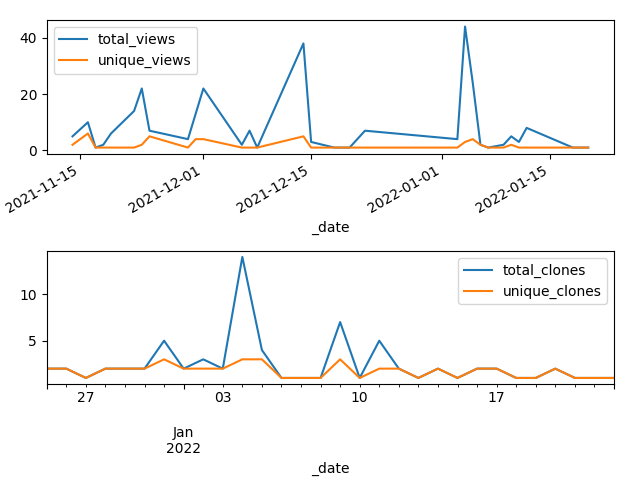 40
20
0
total_views
unique_views
2021-11-15
2021-12-01
2021-12-15
2022-01-01
2022-01-15
_date
10
5
total_clones
unique_clones
27
03
10
17
Jan
2022
_date